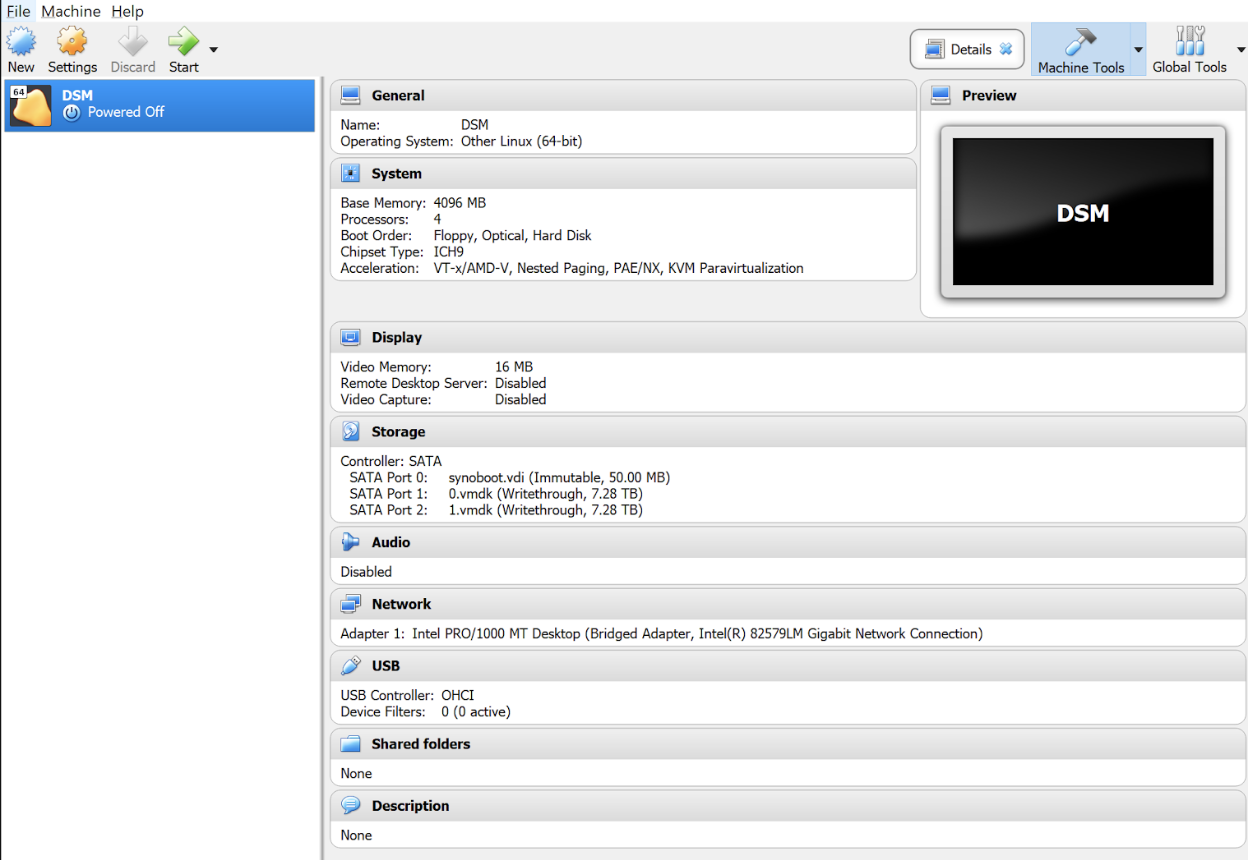 File Machine Help
New Settings Discard Start
Details Machine Tools Global Tools
64
DSM
Powered Off
General
Name: DSM
Operating System: Other Linux (64-bit)
System
Base Memory: 4096 MB
Processors: 4
Boot Order: Floppy, Optical, Hard Disk
Chipset Type: ICH9
Acceleration: VT-x/AMD-V, Nested Paging, PAE/NX, KVM Paravirtualization
Preview
DSM
Display
Video Memory: 16 MB
Remote Desktop Server: Disabled
Video Capture: Disabled
Storage
Controller: SATA
SATA Port 0: synoboot.vdi (Immutable, 50.00 MB)
SATA Port 1: 0.vmdk (Writethrough, 7.28 TB)
SATA Port 2: 1.vmdk (Writethrough, 7.28 TB)
Audio
Disabled
Network
Adapter 1: Intel PRO/1000 MT Desktop (Bridged Adapter, Intel(R) 82579LM Gigabit Network Connection)
USB
USB Controller: OHCI
Device Filters: 0 (0 active)
Shared folders
None
Description
None